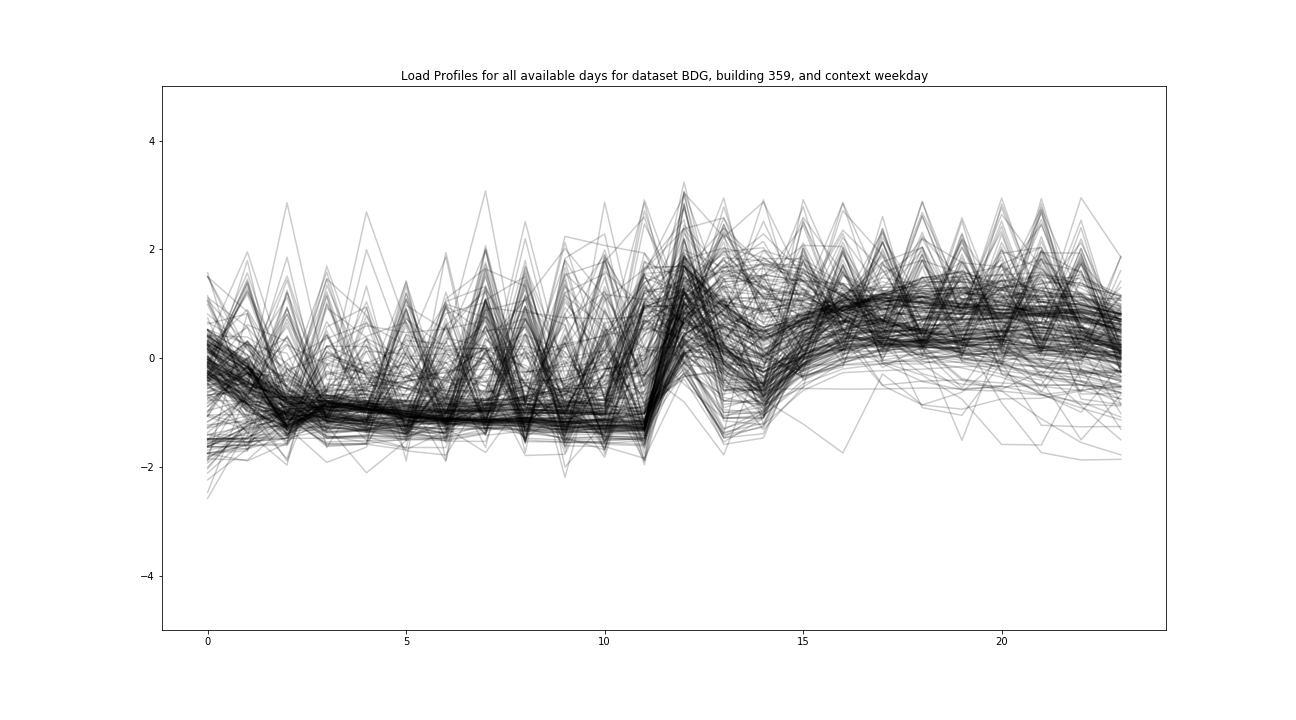 Load Profiles for all available days for dataset BDG, building 359, and context weekday
4
2
0
−2
−4
0 5 10 15 20